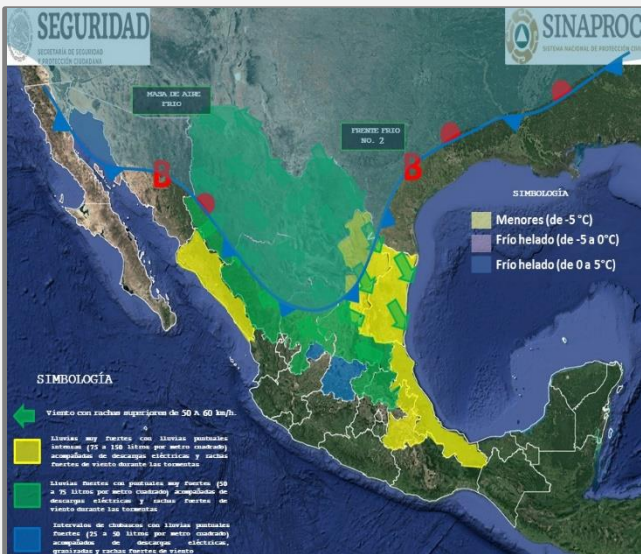 SEGURIDAD
SECRETARÍA DE SEGURIDAD
Y PROTECCIÓN CIUDADANA
SINAPROC
SISTEMA NACIONAL DE PROTECCIÓN CIVIL
MASA DE AIRE
FRIO
FRENTE FRIO
NO. 2
B
B
SIMBOLOGÍA
Menores (de -5 °C)
Frío helado (de -5 a 0°C)
Frío helado (de 0 a 5°C)
SIMBOLOGÍA
Viento con rachas superiores de 50 A 60 km/h.
Lluvias muy fuertes con lluvias puntuales
intensas (75 a 150 litros por metro cuadrado)
acompañadas de descargas eléctricas y rachas
fuertes de viento durante las tormentas
Lluvias fuertes con puntuales muy fuertes (50
a 75 litros por metro cuadrado) acompañadas de
descargas eléctricas y rachas fuertes de
viento durante las tormentas
Intervalos de chubascos con lluvias puntuales
fuertes (25 a 50 litros por metro cuadrado)
acompañados de descargas eléctricas,
granizadas y rachas fuertes de viento